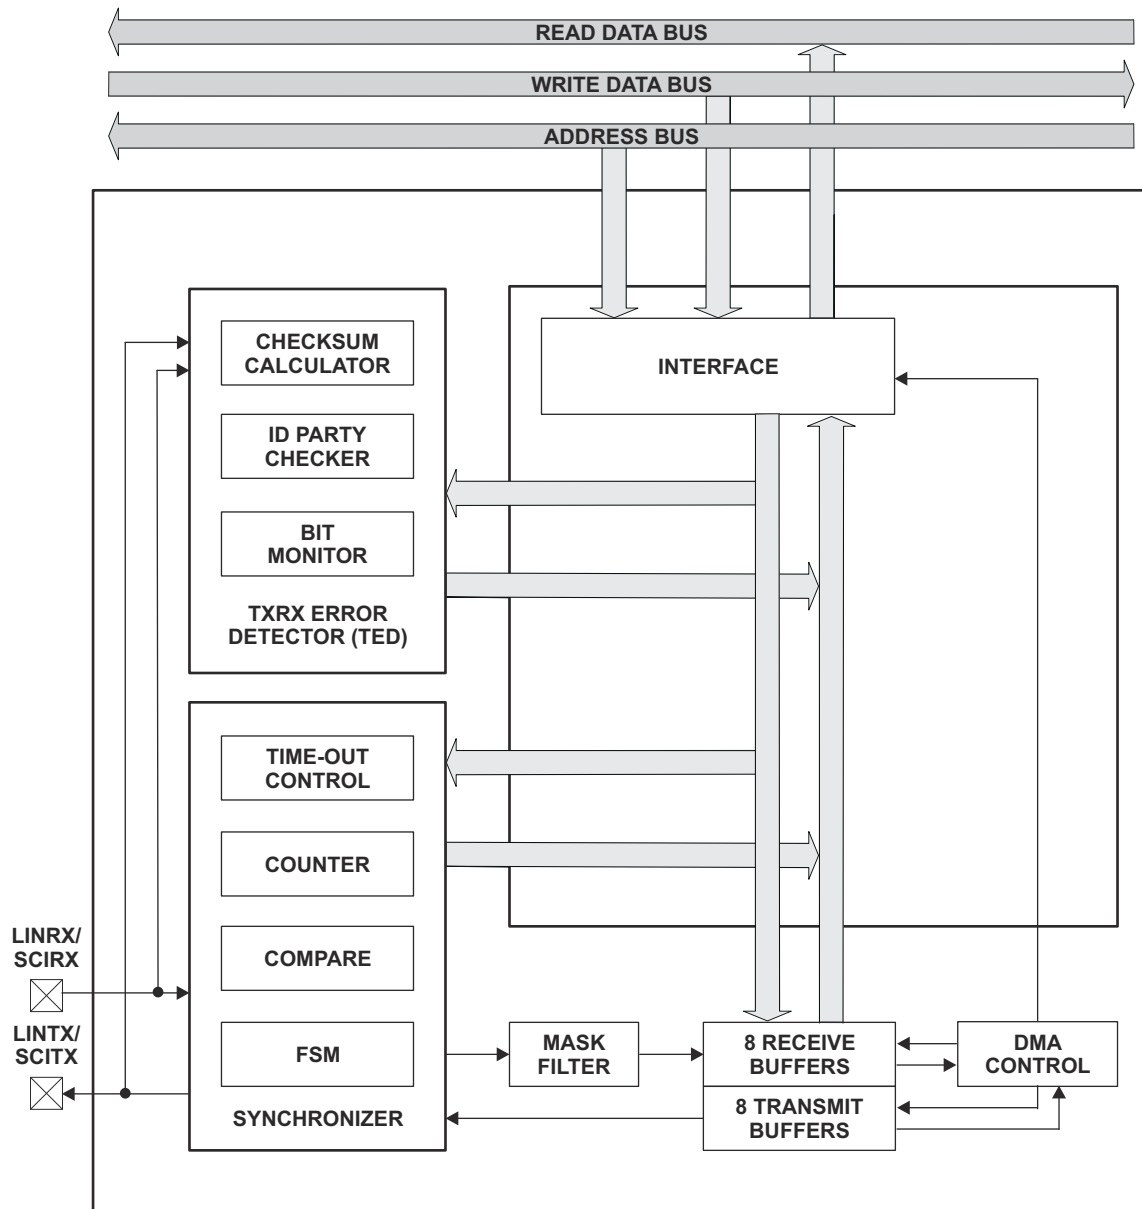 READ DATA BUS
WRITE DATA BUS
ADDRESS BUS
CHECKSUM
CALCULATOR
INTERFACE
ID PARTY
CHECKER
BIT
MONITOR
TXRX ERROR
DETECTOR (TED)
TIME-OUT
CONTROL
COUNTER
LINRX/
SCIRX
COMPARE
LINTX/
SCITX
FSM
MASK
FILTER
8 RECEIVE
BUFFERS
DMA
CONTROL
SYNCHRONIZER
8 TRANSMIT
BUFFERS